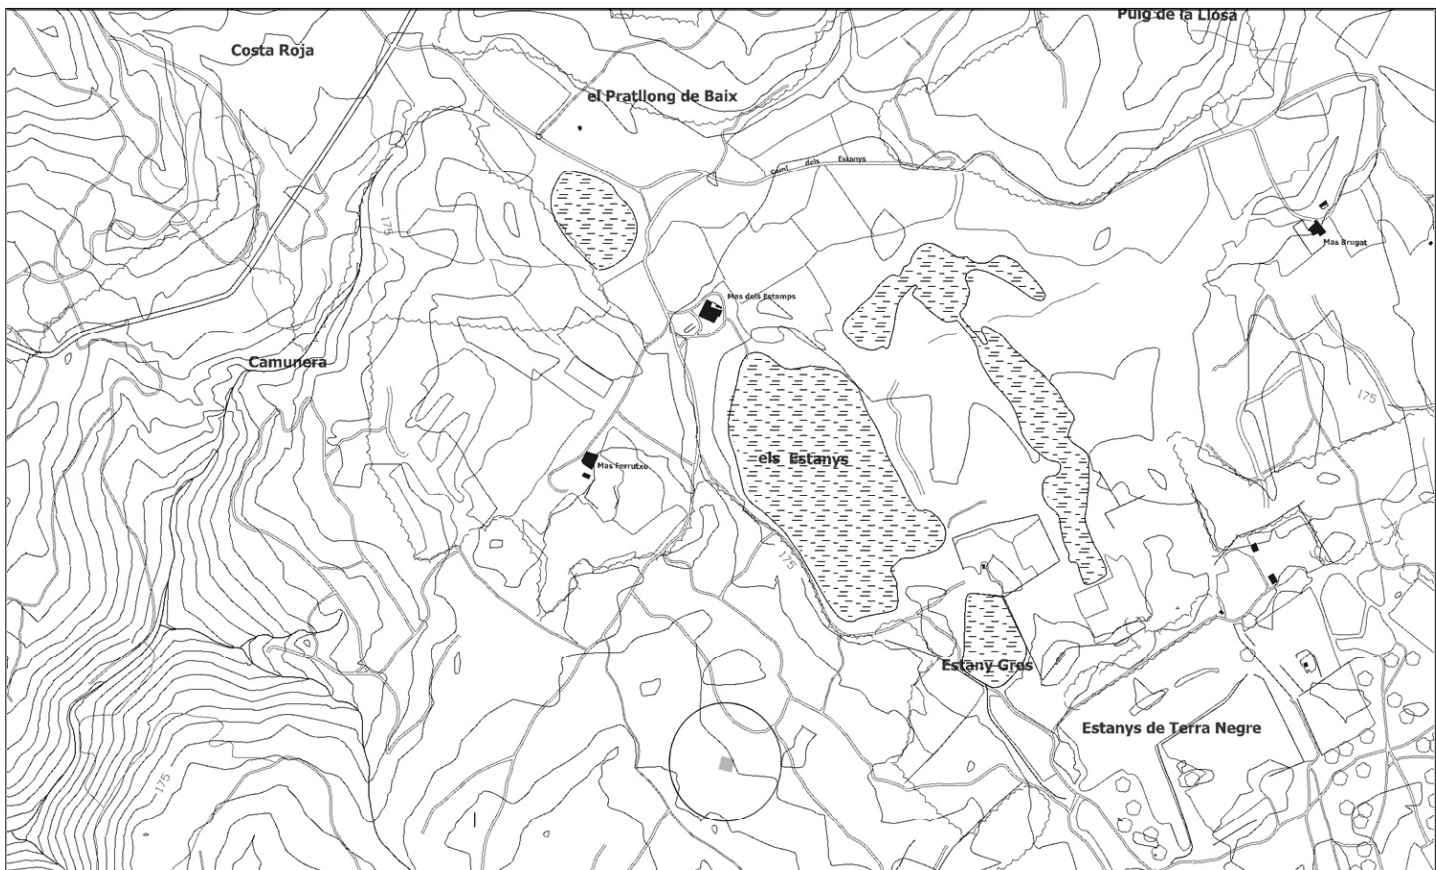 Puig de la Llosa
Costa Roja
el Pratllong de Baix
Camí dels Estanys
175
Mas Brugat
Mas dels Estamps
Camunera
175
els Estanys
Mas Ferrutxo
175
Estany Gros
Estanys de Terra Negre
175